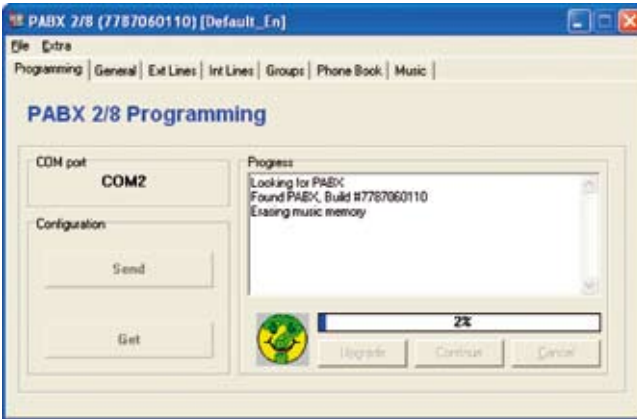 PABX 2/8 (7787060110) [Default_En]
File Extra
Programming General Ext Lines Int Lines Groups Phone Book Music
PABX 2/8 Programming
COM port
COM2
Configuration
Send
Get
Progress
Looking for PABX
Found PABX, Build #7787060110
Erasing music memory
2%
Upgrade Continue Cancel